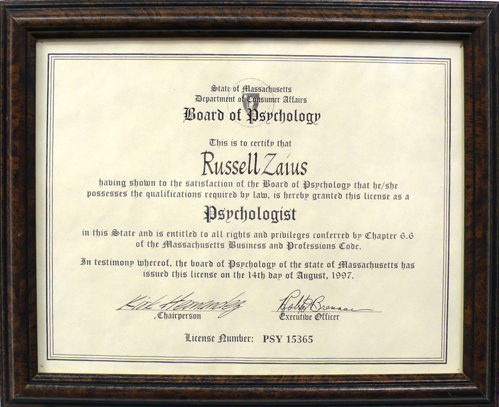 State of Massachusetts
Department of Consumer Affairs
Board of Psychology
This is to certify that
Russell Zaius
having shown to the satisfaction of the Board of Psychology that he/she
possesses the qualifications required by law, is hereby granted this license as a
Psychologist
in this State and is entitled to all rights and privileges conferred by Chapter 6.6
of the Massachusetts Business and Professions Code.
In testimony whereof, the board of Psychology of the state of Massachusetts has
issued this license on the 14th day of August, 1997.
Kirk Hernandez Robert Brennan
Chairperson Executive Officer
License Number: PSY 15365